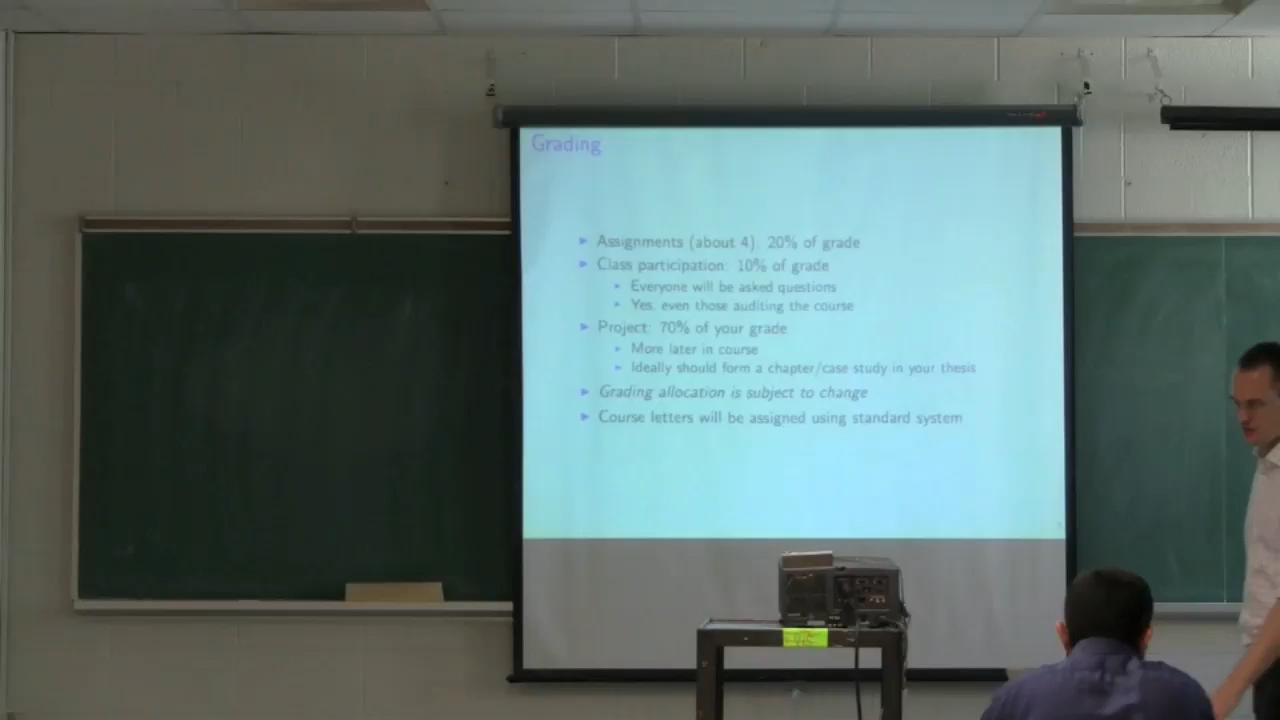 Grading
Assignments (about 4): 20% of grade
Class participation: 10% of grade
Everyone will be asked questions
Yes, even those auditing the course
Project: 70% of your grade
More later in course
Ideally should form a chapter/case study in your thesis
Grading allocation is subject to change
Course letters will be assigned using standard system